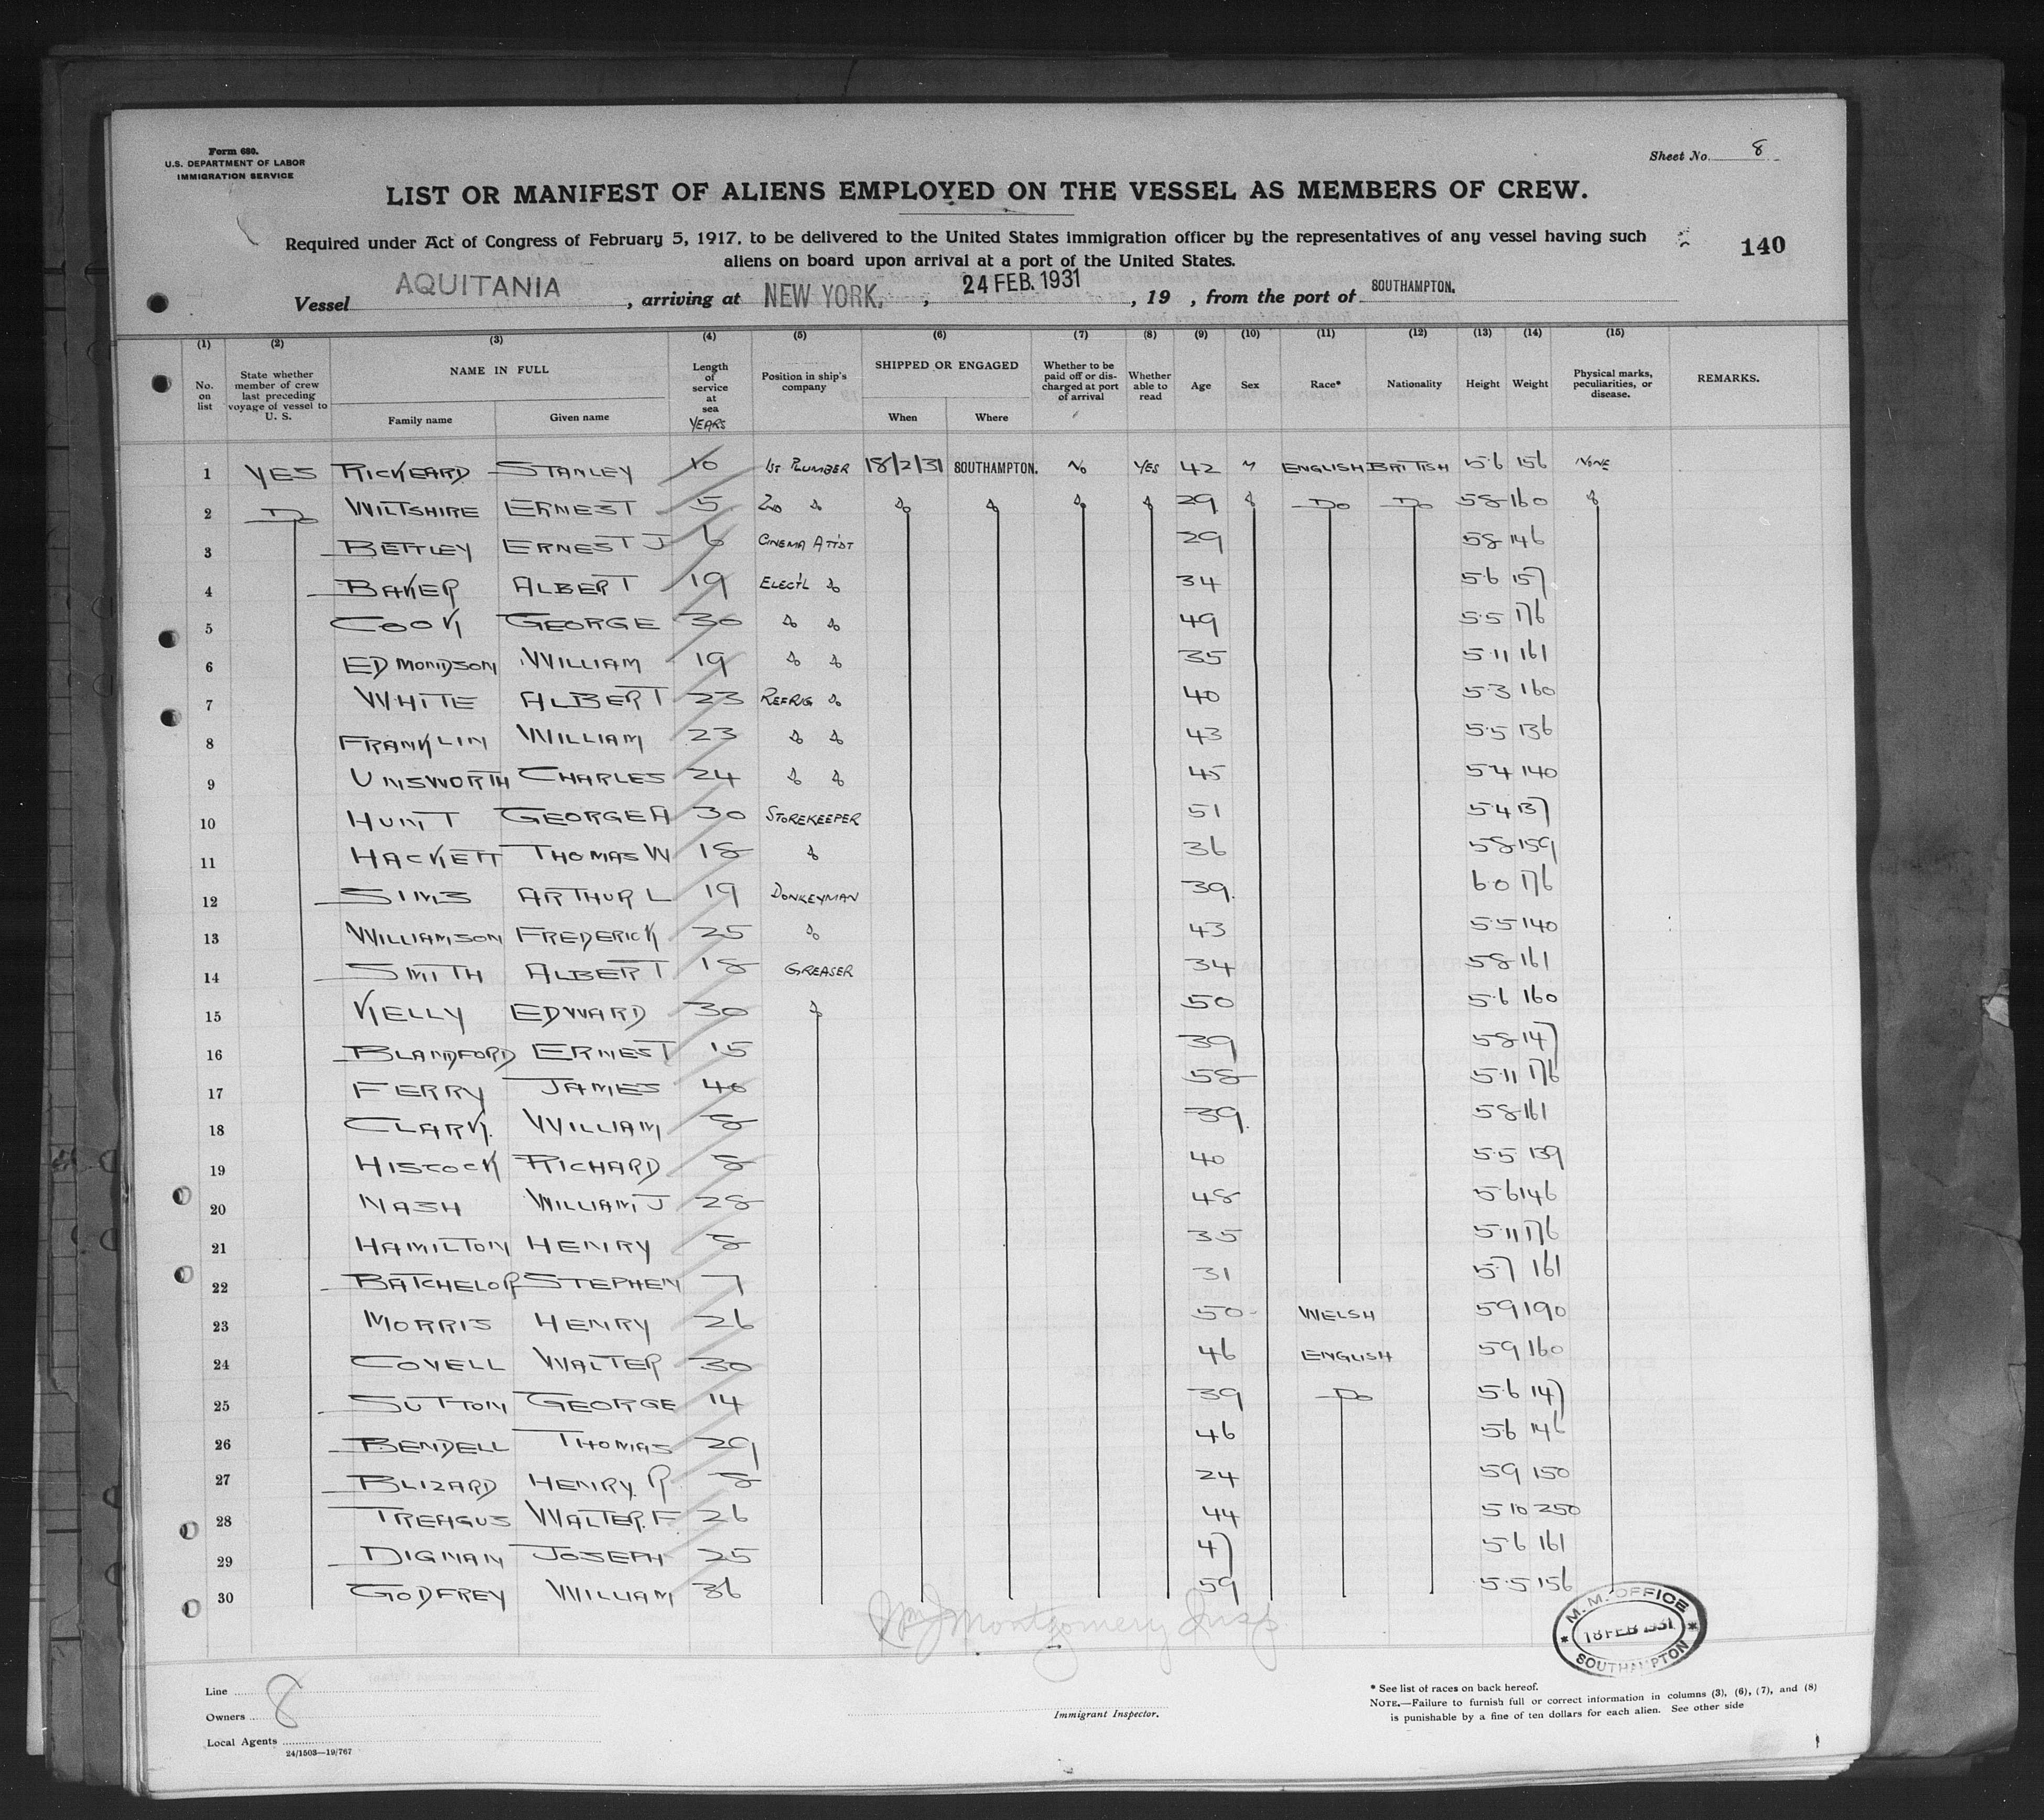 Form 680.
U.S. DEPARTMENT OF LABOR
IMMIGRATION SERVICE
Sheet No. 8
LIST OR MANIFEST OF ALIENS EMPLOYED ON THE VESSEL AS MEMBERS OF CREW.
Required under Act of Congress of February 5, 1917, to be delivered to the United States immigration officer by the representatives of any vessel having such
aliens on board upon arrival at a port of the United States.
140
Vessel AQUITANIA, arriving at NEW YORK, 24 FEB. 1931, 19 , from the port of SOUTHAMPTON.
(1) (2) (3) (4) (5) (6) (7) (8) (9) (10) (11) (12) (13) (14) (15)
No. on list State whether member of crew last preceding voyage of vessel to U. S. NAME IN FULL Family name Given name Length of service at sea YEARS Position in ship's company SHIPPED OR ENGAGED When Where Whether to be paid off or discharged at port of arrival Whether able to read Age Sex Race* Nationality Height Weight Physical marks, peculiarities, or disease. REMARKS.
1 YES RICKEARD STANLEY 10 1ST PLUMBER 18/2/31 SOUTHAMPTON. NO YES 42 M ENGLISH BRITISH 5·6 156 NONE
2 Do WILTSHIRE ERNEST 5 2ND do do do do do 29 do Do Do 5 8 160 do
3 BETTLEY ERNEST J 6 CINEMA ATTDT 29 5 8 146
4 BAKER ALBERT 19 ELECT'L do 34 5·6 157
5 COOK GEORGE 30 do do 49 5·5 176
6 EDMONDSON WILLIAM 19 do do 35 5·11 161
7 WHITE ALBERT 23 REFRIG do 40 5·3 160
8 FRANKLIN WILLIAM 23 do do 43 5·5 136
9 UNSWORTH CHARLES 24 do do 45 5·4 140
10 HUNT GEORGE A 30 STOREKEEPER 51 5·4 137
11 HACKETT THOMAS W 18 do 36 5 8 159
12 SIMS ARTHUR L 19 DONKEYMAN 39. 6·0 176
13 WILLIAMSON FREDERICK 25 do 43 5·5 140
14 SMITH ALBERT 18 GREASER 34 5 8 161
15 KELLY EDWARD 30 do 50 5·6 160
16 BLANDFORD ERNEST 15 39 5 8 147
17 FERRY JAMES 40 58 5·11 176
18 CLARK. WILLIAM 8 39. 5 8 161
19 HISCOCK RICHARD 8 40 5·5 139
20 NASH WILLIAM J 28 48 5·6 146
21 HAMILTON HENRY 8 35 5·11 176
22 BATCHELOR STEPHEN 7 31 5·7 161
23 MORRIS HENRY 26 50 WELSH 5 9 190
24 COVELL WALTER 30 46 ENGLISH 5 9 160
25 SUTTON GEORGE 14 39 Do 5·6 147
26 BENDELL THOMAS 29 46 5·6 146
27 BLIZARD HENRY. R. 8 24 5 9 150
28 TREAGUS WALTER. F. 26 44 5 10 250
29 DIGNAM JOSEPH 25 47 5·6 161
30 GODFREY WILLIAM 36 59 5·5 156
Wm J Montgomery Insp
M. M. OFFICE
18 FEB 1931
SOUTHAMPTON
Line
Owners
8
Local Agents
24/1503—19/767
Immigrant Inspector.
* See list of races on back hereof.
NOTE.—Failure to furnish full or correct information in columns (3), (6), (7), and (8)
is punishable by a fine of ten dollars for each alien. See other side